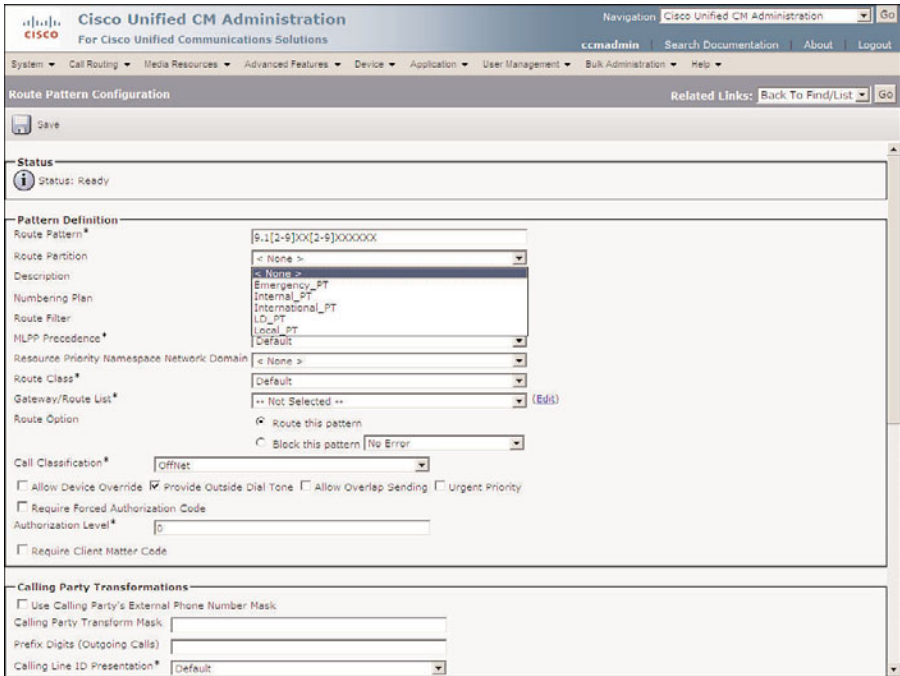 Cisco Unified CM Administration
Navigation Cisco Unified CM Administration Go
CISCO
For Cisco Unified Communications Solutions
ccmadmin Search Documentation About Logout
System Call Routing Media Resources Advanced Features Device Application User Management Bulk Administration Help
Route Pattern Configuration
Related Links: Back To Find/List Go
Save
Status
Status: Ready
Pattern Definition
Route Pattern* 9.1[2-9]XX[2-9]XXXXXX
Route Partition < None >
< None >
Description Emergency_PT
Internal_PT
Numbering Plan International_PT
Route Filter LD_PT
Local_PT
MLPP Precedence* Default
Resource Priority Namespace Network Domain < None >
Route Class* Default
Gateway/Route List* -- Not Selected -- (Edit)
Route Option Route this pattern
Block this pattern No Error
Call Classification* OffNet
Allow Device Override Provide Outside Dial Tone Allow Overlap Sending Urgent Priority
Require Forced Authorization Code
Authorization Level* 0
Require Client Matter Code
Calling Party Transformations
Use Calling Party's External Phone Number Mask
Calling Party Transform Mask
Prefix Digits (Outgoing Calls)
Calling Line ID Presentation* Default